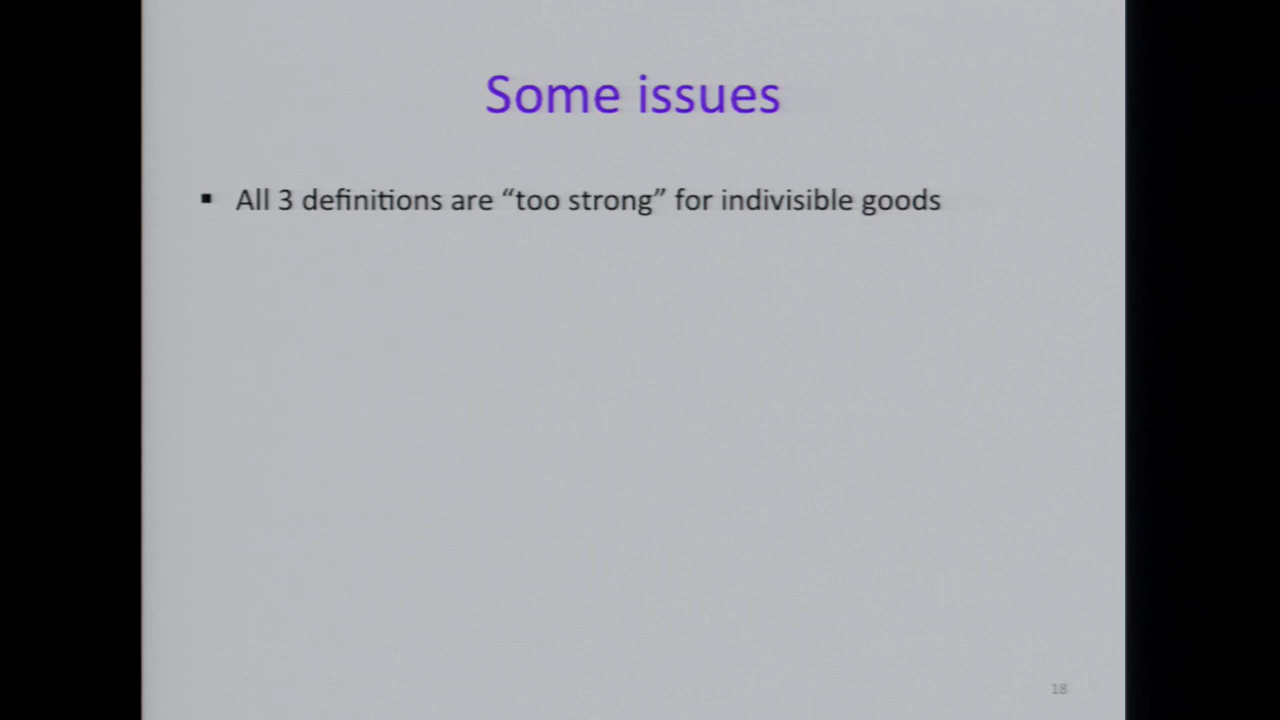 Some issues
▪ All 3 definitions are “too strong” for indivisible goods
18